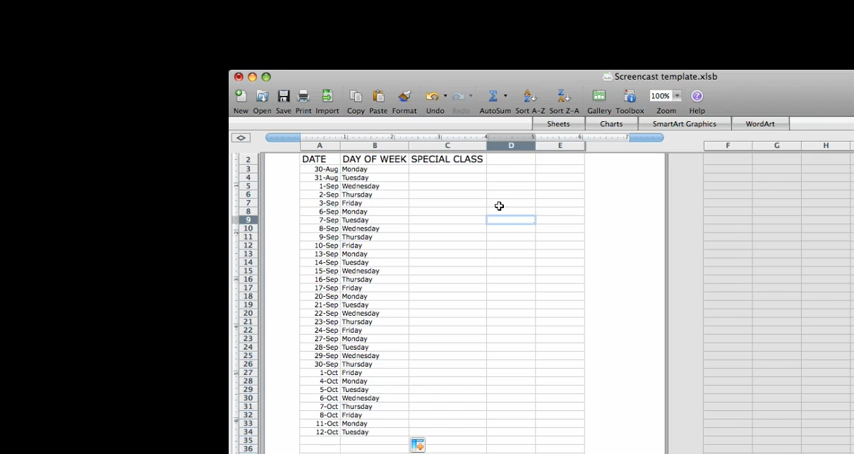 Screencast template.xlsb
New Open Save Print Import Copy Paste Format Undo Redo AutoSum Sort A-Z Sort Z-A Gallery Toolbox Zoom Help
100%
Sheets Charts SmartArt Graphics WordArt
A B C D E F G H
2 DATE DAY OF WEEK SPECIAL CLASS
3 30-Aug Monday
4 31-Aug Tuesday
5 1-Sep Wednesday
6 2-Sep Thursday
7 3-Sep Friday
8 6-Sep Monday
9 7-Sep Tuesday
10 8-Sep Wednesday
11 9-Sep Thursday
12 10-Sep Friday
13 13-Sep Monday
14 14-Sep Tuesday
15 15-Sep Wednesday
16 16-Sep Thursday
17 17-Sep Friday
18 20-Sep Monday
19 21-Sep Tuesday
20 22-Sep Wednesday
21 23-Sep Thursday
22 24-Sep Friday
23 27-Sep Monday
24 28-Sep Tuesday
25 29-Sep Wednesday
26 30-Sep Thursday
27 1-Oct Friday
28 4-Oct Monday
29 5-Oct Tuesday
30 6-Oct Wednesday
31 7-Oct Thursday
32 8-Oct Friday
33 11-Oct Monday
34 12-Oct Tuesday
35
36